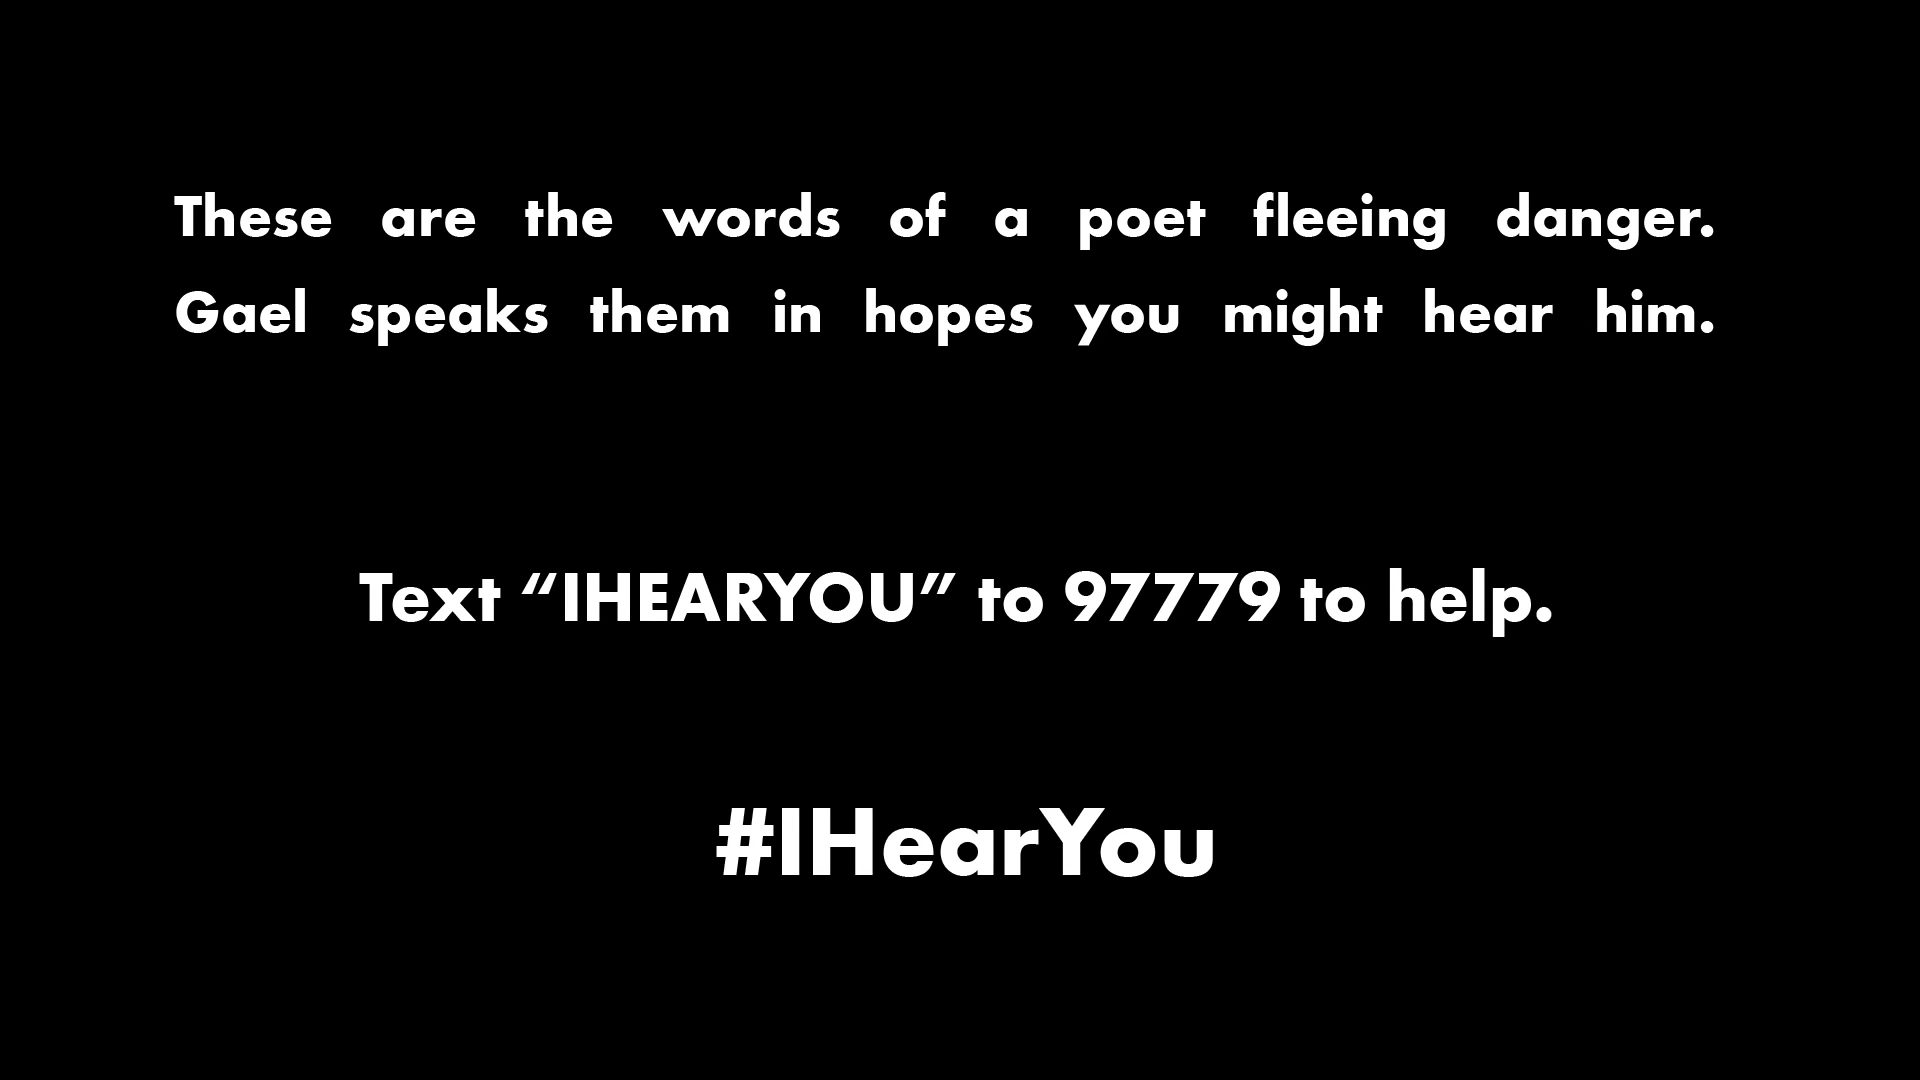 These are the words of a poet fleeing danger.
Gael speaks them in hopes you might hear him.
Text “IHEARYOU” to 97779 to help.
#IHearYou